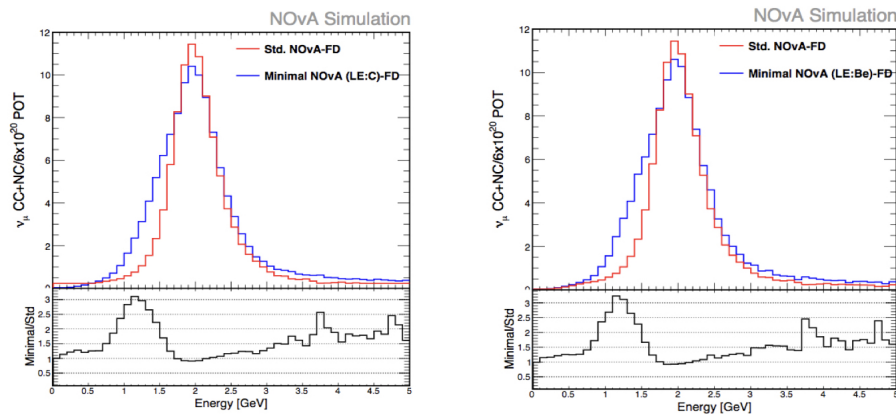 NOvA Simulation
Std. NOvA-FD
Minimal NOvA (LE:C)-FD
νμ CC+NC/6x10²⁰ POT
12
10
8
6
4
2
0
Minimal/Std
3
2.5
2
1.5
1
0.5
0 0.5 1 1.5 2 2.5 3 3.5 4 4.5 5
Energy [GeV]
NOvA Simulation
Std. NOvA-FD
Minimal NOvA (LE:Be)-FD
νμ CC+NC/6x10²⁰ POT
12
10
8
6
4
2
0
Minimal/Std
3
2.5
2
1.5
1
0.5
0 0.5 1 1.5 2 2.5 3 3.5 4 4.5
Energy [GeV]